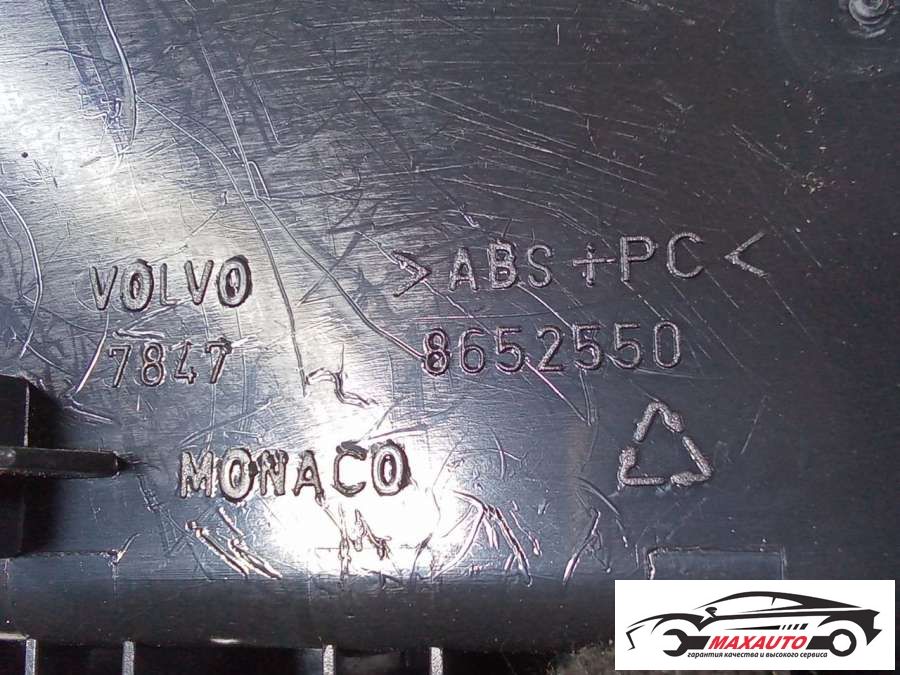 VOLVO >ABS+PC<
7847 8652550
MONACO
MAXAUTO
гарантия качества и высокого сервиса